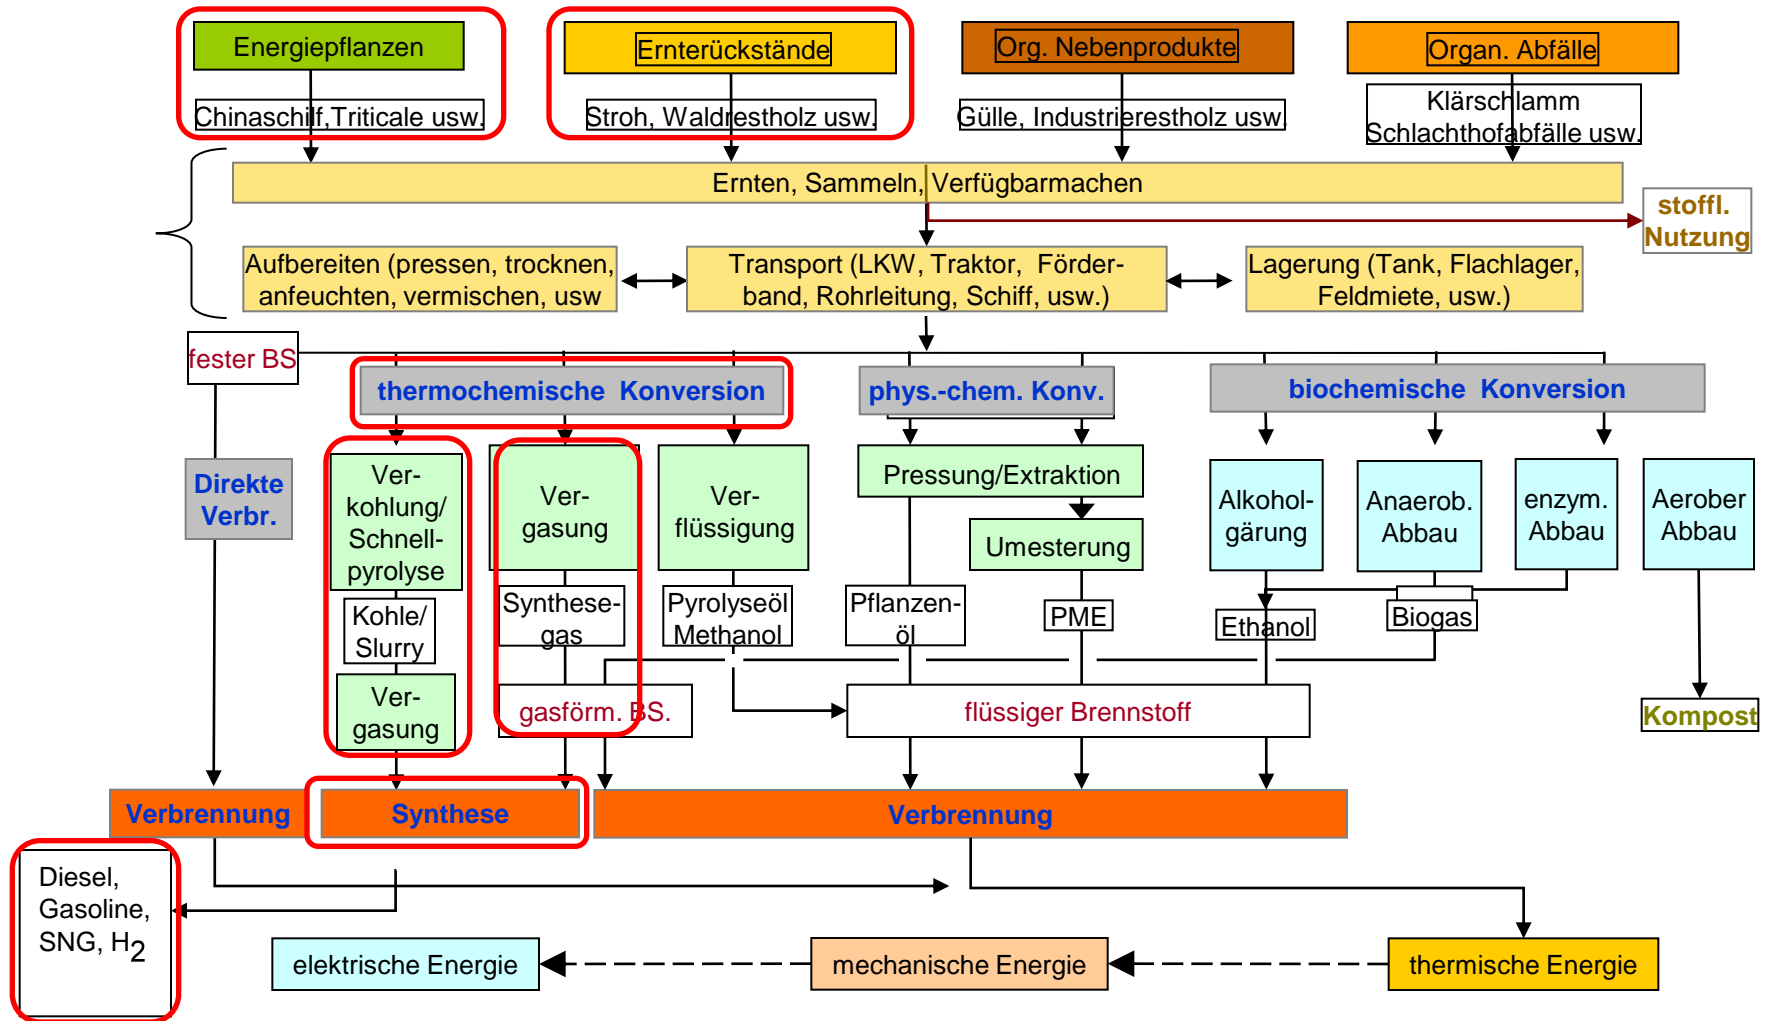 Energiepflanzen
Ernterückstände
Org. Nebenprodukte
Organ. Abfälle
Chinaschilf,Triticale usw.
Stroh, Waldrestholz usw.
Gülle, Industrierestholz usw.
Klärschlamm
Schlachthofabfälle usw.
Ernten, Sammeln, Verfügbarmachen
stoffl.
Nutzung
Aufbereiten (pressen, trocknen,
anfeuchten, vermischen, usw
Transport (LKW, Traktor, Förder-
band, Rohrleitung, Schiff, usw.)
Lagerung (Tank, Flachlager,
Feldmiete, usw.)
fester BS
thermochemische Konversion
phys.-chem. Konv.
biochemische Konversion
Direkte
Verbr.
Ver-
kohlung/
Schnell-
pyrolyse
Ver-
gasung
Ver-
flüssigung
Pressung/Extraktion
Umesterung
Alkohol-
gärung
Anaerob.
Abbau
enzym.
Abbau
Aerober
Abbau
Kohle/
Slurry
Synthese-
gas
Pyrolyseöl
Methanol
Pflanzen-
öl
PME
Ethanol
Biogas
Ver-
gasung
gasförm. BS.
flüssiger Brennstoff
Kompost
Verbrennung
Synthese
Verbrennung
Diesel,
Gasoline,
SNG, H2
elektrische Energie
mechanische Energie
thermische Energie